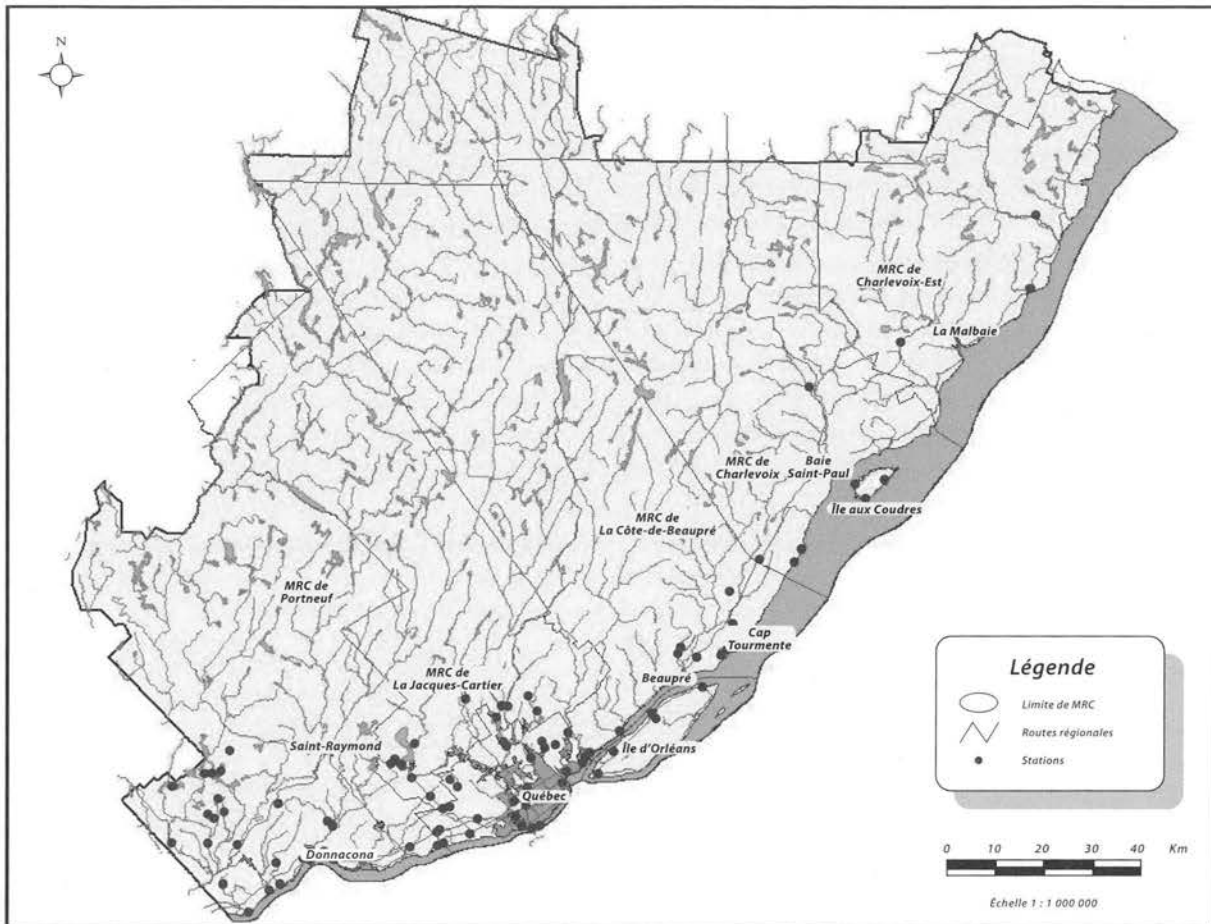 N
MRC de
Charlevoix-Est
La Malbaie
MRC de
Charlevoix
Baie
Saint-Paul
Île aux Coudres
MRC de
La Côte-de-Beaupré
MRC de
Portneuf
Cap
Tourmente
MRC de
La Jacques-Cartier
Beaupré
Saint-Raymond
Île d'Orléans
Québec
Donnacona
Légende
Limite de MRC
Routes régionales
Stations
0 10 20 30 40 Km
Échelle 1 : 1 000 000